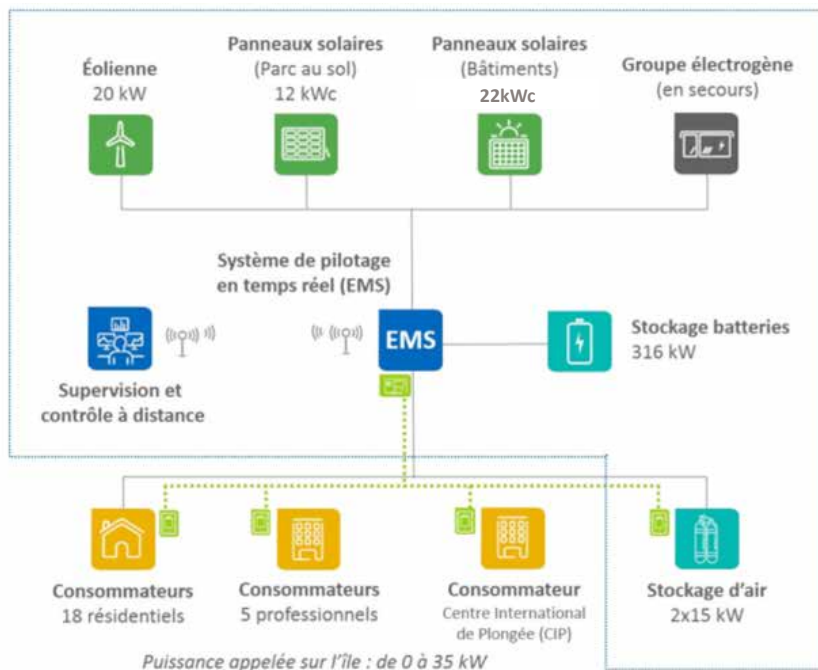 Éolienne
20 kW
Panneaux solaires
(Parc au sol)
12 kWc
Panneaux solaires
(Bâtiments)
22kWc
Groupe électrogène
(en secours)
Système de pilotage
en temps réel (EMS)
EMS
Stockage batteries
316 kW
Supervision et
contrôle à distance
Consommateurs
18 résidentiels
Consommateurs
5 professionnels
Consommateur
Centre International
de Plongée (CIP)
Stockage d'air
2x15 kW
Puissance appelée sur l'île : de 0 à 35 kW